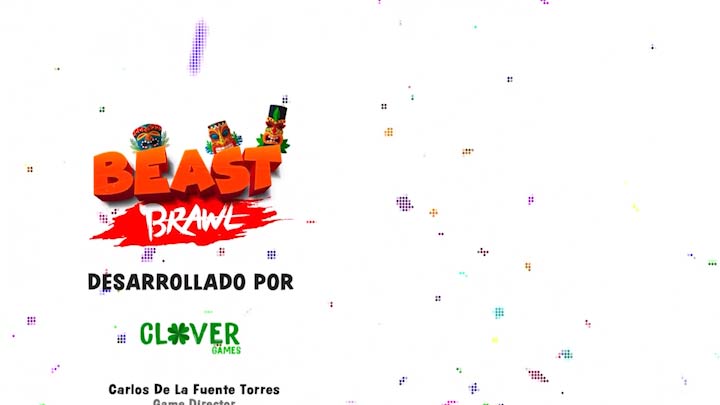 BEAST
BRAWL
DESARROLLADO POR
CLOVER
GAMES
Carlos De La Fuente Torres
Game Director